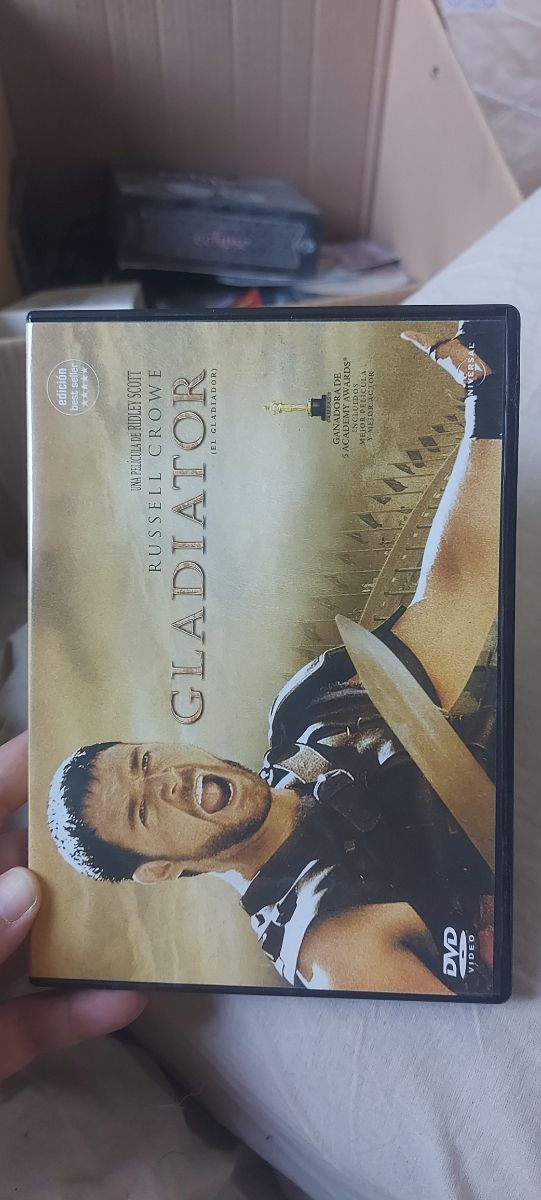 edición
best seller
★★★★★
UNA PELÍCULA DE RIDLEY SCOTT
RUSSELL CROWE
GLADIATOR
(EL GLADIADOR)
GANADORA DE
5 ACADEMY AWARDS®
INCLUIDOS
MEJOR PELÍCULA
Y MEJOR ACTOR
UNIVERSAL
DVD
VIDEO